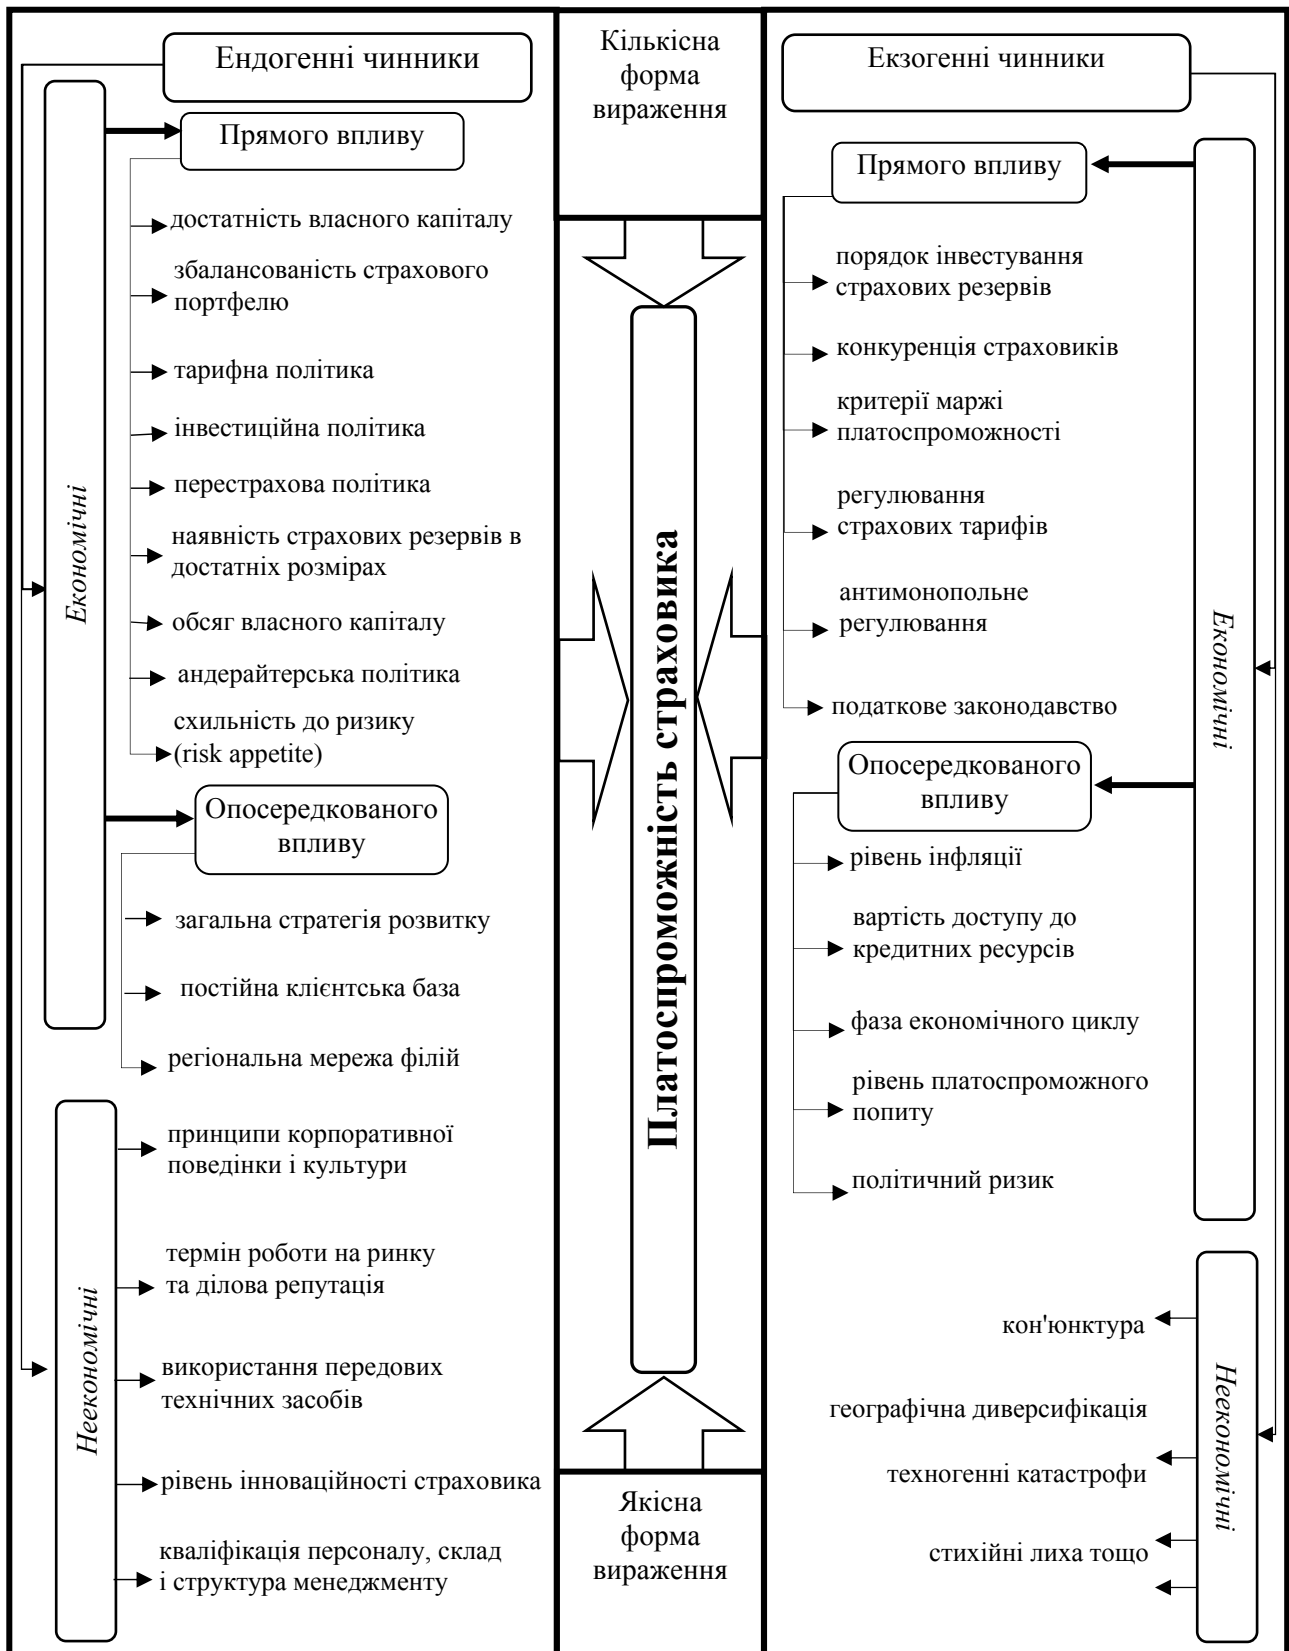 Ендогенні чинники
Економічні
Прямого впливу
достатність власного капіталу
збалансованість страхового
портфелю
тарифна політика
інвестиційна політика
перестрахова політика
наявність страхових резервів в
достатніх розмірах
обсяг власного капіталу
андерайтерська політика
схильність до ризику
(risk appetite)
Опосередкованого
впливу
загальна стратегія розвитку
постійна клієнтська база
регіональна мережа філій
Неекономічні
принципи корпоративної
поведінки і культури
термін роботи на ринку
та ділова репутація
використання передових
технічних засобів
рівень інноваційності страховика
кваліфікація персоналу, склад
і структура менеджменту
Кількісна
форма
вираження
Платоспроможність страховика
Якісна
форма
вираження
Екзогенні чинники
Економічні
Прямого впливу
порядок інвестування
страхових резервів
конкуренція страховиків
критерії маржі
платоспроможності
регулювання
страхових тарифів
антимонопольне
регулювання
податкове законодавство
Опосередкованого
впливу
рівень інфляції
вартість доступу до
кредитних ресурсів
фаза економічного циклу
рівень платоспроможного
попиту
політичний ризик
Неекономічні
кон'юнктура
географічна диверсифікація
техногенні катастрофи
стихійні лиха тощо